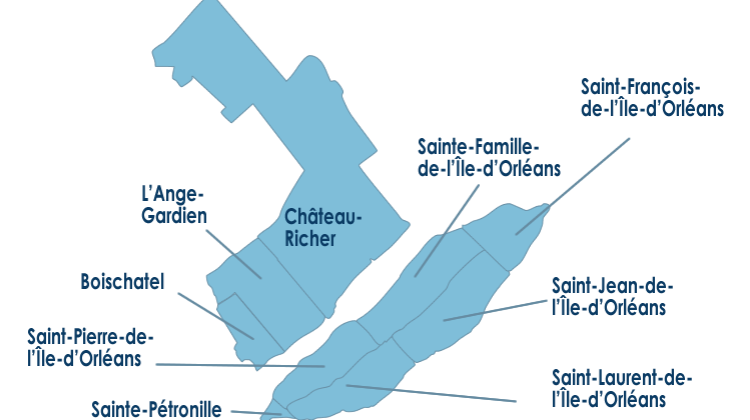 Saint-François-
de-l’Île-d’Orléans
Sainte-Famille-
de-l’Île-d’Orléans
L’Ange-
Gardien
Château-
Richer
Boischatel
Saint-Jean-de-
l’Île-d’Orléans
Saint-Pierre-de-
l’Île-d’Orléans
Saint-Laurent-de-
l’Île-d’Orléans
Sainte-Pétronille